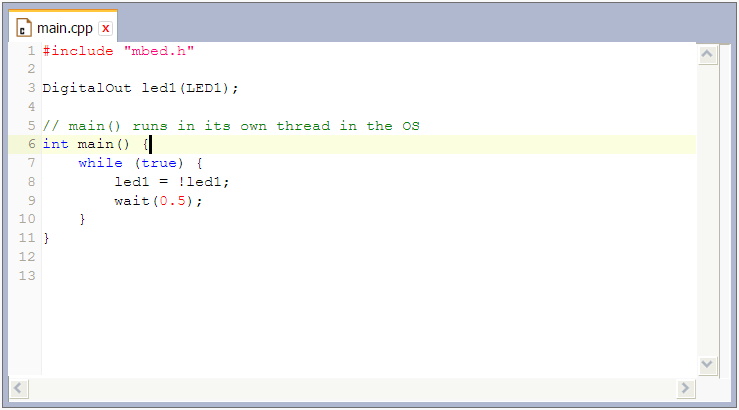 main.cpp x
1 #include "mbed.h"
2
3 DigitalOut led1(LED1);
4
5 // main() runs in its own thread in the OS
6 int main() {
7     while (true) {
8         led1 = !led1;
9         wait(0.5);
10     }
11 }
12
13